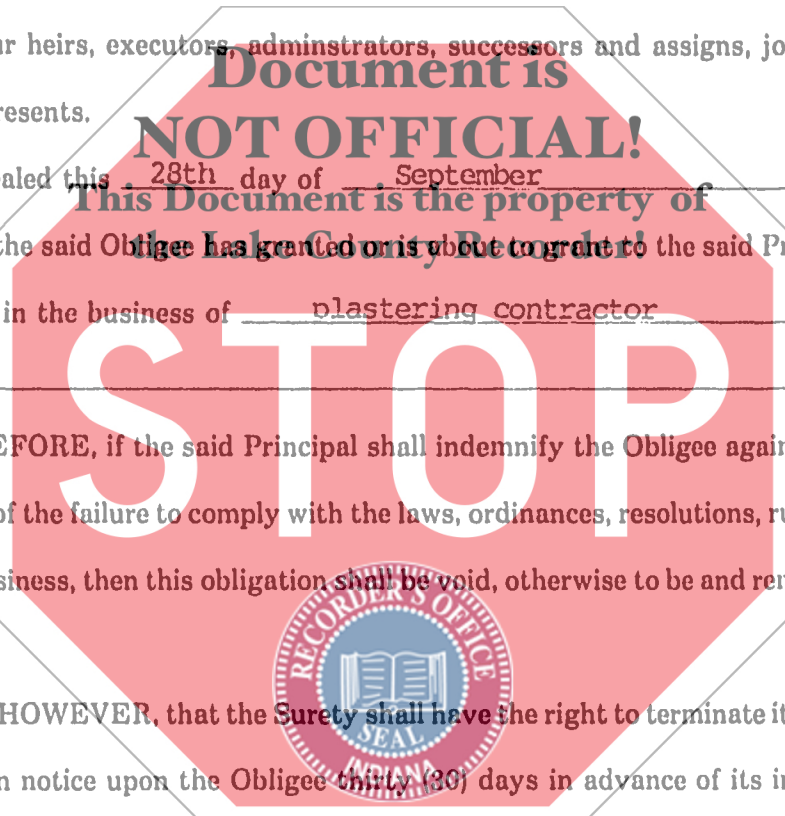 ur heirs, executors, adminstrators, successors and assigns, jo
Document is
resents.
NOT OFFICIAL!
aled this 28th day of September
This Document is the property of
the said Obligee has granted or is about to grant to the said Pr
the Lake County Recorder!
in the business of plastering contractor
STOP
EFORE, if the said Principal shall indemnify the Obligee again
of the failure to comply with the laws, ordinances, resolutions, ru
siness, then this obligation shall be void, otherwise to be and rem
RECORDER'S OFFICE
HOWEVER, that the Surety shall have the right to terminate it
SEAL
INDIANA
n notice upon the Obligee thirty (30) days in advance of its in